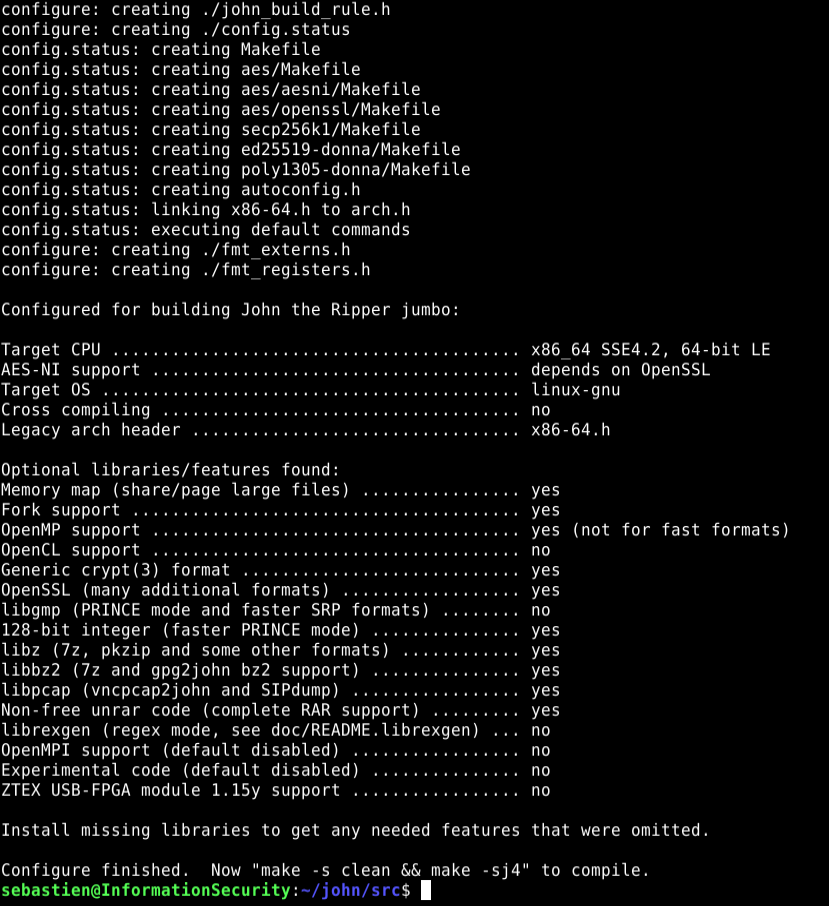 configure: creating ./john_build_rule.h
configure: creating ./config.status
config.status: creating Makefile
config.status: creating aes/Makefile
config.status: creating aes/aesni/Makefile
config.status: creating aes/openssl/Makefile
config.status: creating secp256k1/Makefile
config.status: creating ed25519-donna/Makefile
config.status: creating poly1305-donna/Makefile
config.status: creating autoconfig.h
config.status: linking x86-64.h to arch.h
config.status: executing default commands
configure: creating ./fmt_externs.h
configure: creating ./fmt_registers.h

Configured for building John the Ripper jumbo:

Target CPU ......................................... x86_64 SSE4.2, 64-bit LE
AES-NI support ..................................... depends on OpenSSL
Target OS .......................................... linux-gnu
Cross compiling .................................... no
Legacy arch header ................................. x86-64.h

Optional libraries/features found:
Memory map (share/page large files) ................ yes
Fork support ....................................... yes
OpenMP support ..................................... yes (not for fast formats)
OpenCL support ..................................... no
Generic crypt(3) format ............................ yes
OpenSSL (many additional formats) .................. yes
libgmp (PRINCE mode and faster SRP formats) ........ no
128-bit integer (faster PRINCE mode) ............... yes
libz (7z, pkzip and some other formats) ............ yes
libbz2 (7z and gpg2john bz2 support) ............... yes
libpcap (vncpcap2john and SIPdump) ................. yes
Non-free unrar code (complete RAR support) ......... yes
librexgen (regex mode, see doc/README.librexgen) ... no
OpenMPI support (default disabled) ................. no
Experimental code (default disabled) ............... no
ZTEX USB-FPGA module 1.15y support ................. no

Install missing libraries to get any needed features that were omitted.

Configure finished.  Now "make -s clean && make -sj4" to compile.
sebastien@InformationSecurity:~/john/src$